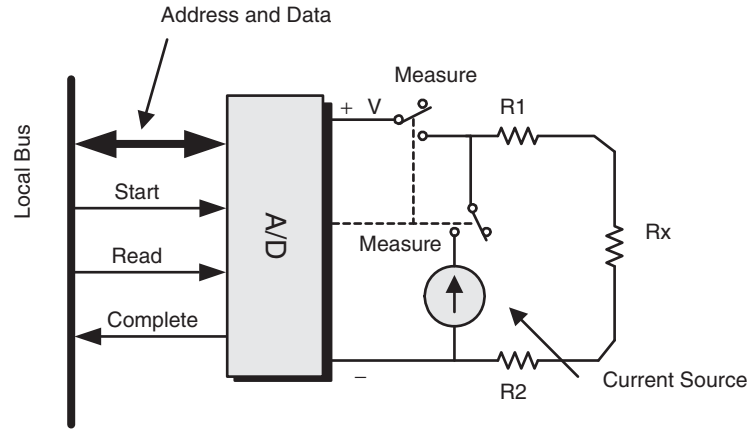 Address and Data
Measure
+ V
R1
Local Bus
Start
A/D
Rx
Measure
Read
Complete
−
R2
Current Source